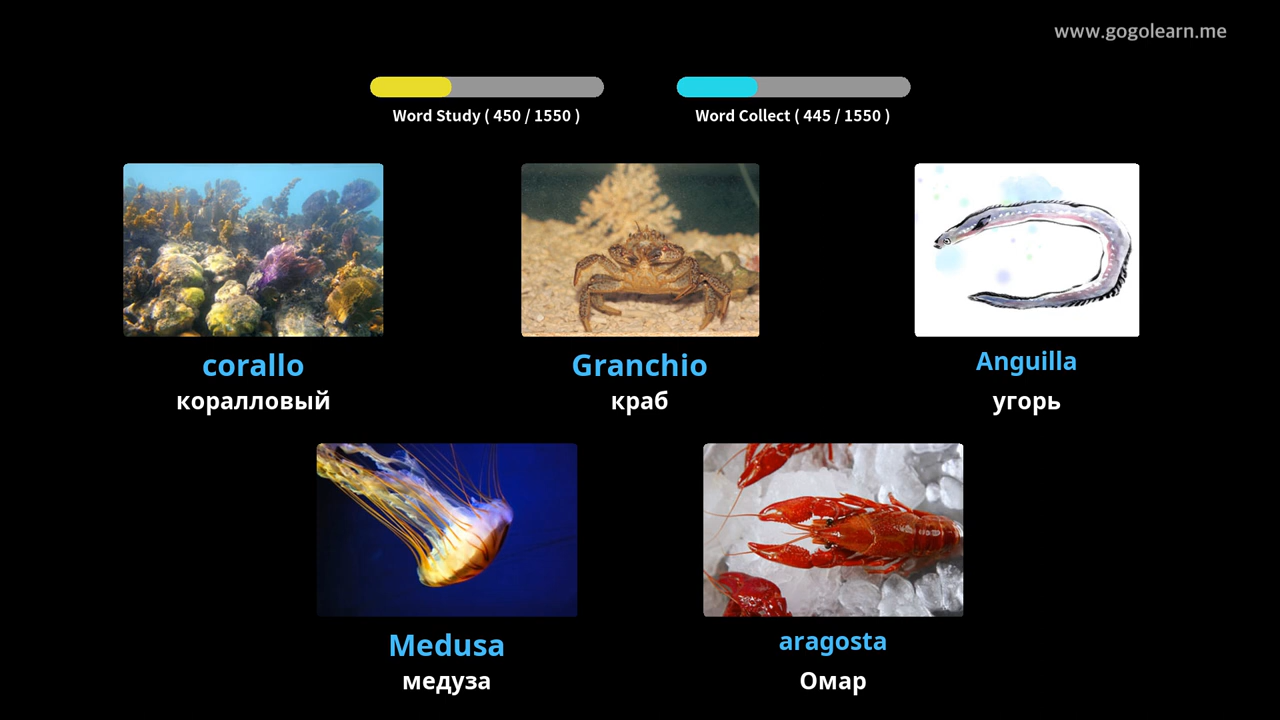 www.gogolearn.me
Word Study ( 450 / 1550 )
Word Collect ( 445 / 1550 )
corallo
коралловый
Granchio
краб
Anguilla
угорь
Medusa
медуза
aragosta
Омар